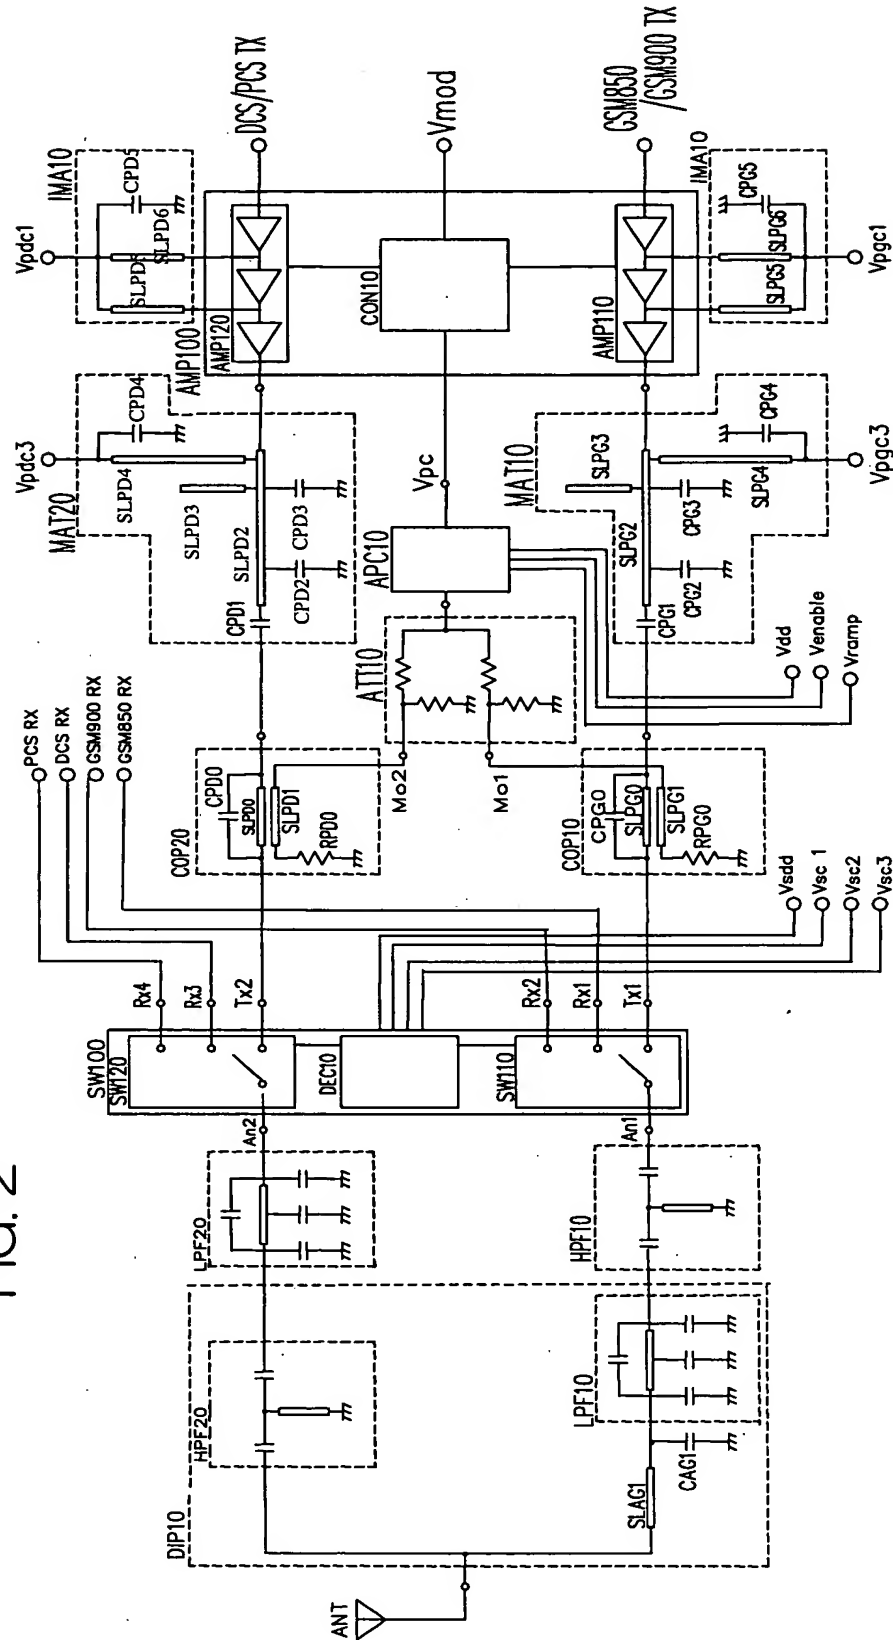 FIG. 2
DCS/PCS TX
Vmod
GSM850
/GSM900 TX
IMA10
CPD5
SLPD6
SLPD5
Vpdc1
AMP100
AMP120
CON10
AMP110
IMA10
CPG5
SLPG6
SLPG5
Vpgc1
Vpdc3
MAT20
CPD4
SLPD4
SLPD3
SLPD2
CPD3
CPD2
CPD1
Vpc
APC10
MAT10
SLPG3
SLPG2
CPG4
SLPG4
CPG3
CPG2
CPG1
Vpgc3
ATT10
Mo2
Mo1
Vdd
Venable
Vramp
PCS RX
DCS RX
GSM900 RX
GSM850 RX
COP20
CPD0
SLPD0
SLPD1
RPD0
COP10
CPG0
SLPG0
SLPG1
RPG0
Vsdd
Vsc 1
Vsc2
Vsc3
Rx4
Rx3
Tx2
Rx2
Rx1
Tx1
SW100
SW120
DEC10
SW110
An2
An1
LPF20
HPF10
DIP10
HPF20
LPF10
SLAG1
CAG1
ANT